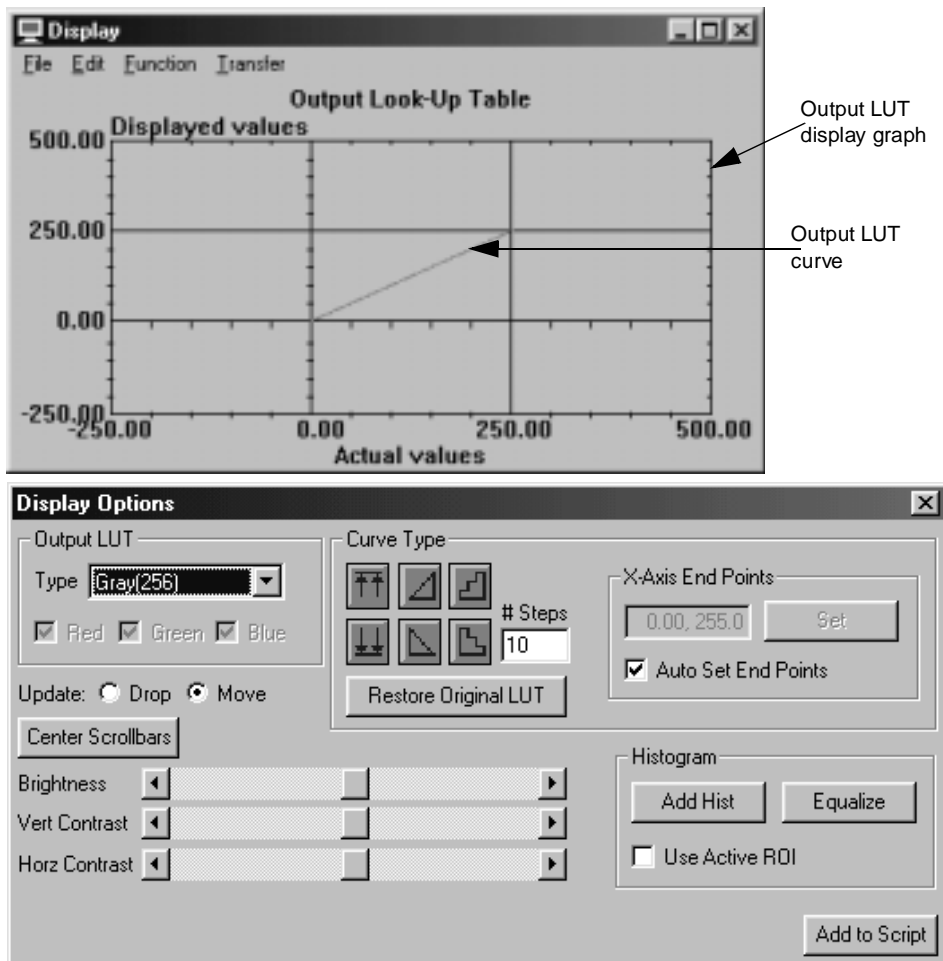 Display
File Edit Function Transfer
Output Look-Up Table
Displayed values
500.00
250.00
0.00
-250.00
-250.00 0.00 250.00 500.00
Actual values
Output LUT
display graph
Output LUT
curve
Display Options
Output LUT
Type Gray(256)
Red Green Blue
Update: Drop Move
Center Scrollbars
Brightness
Vert Contrast
Horz Contrast
Curve Type
# Steps
10
Restore Original LUT
X-Axis End Points
0.00, 255.0 Set
Auto Set End Points
Histogram
Add Hist Equalize
Use Active ROI
Add to Script